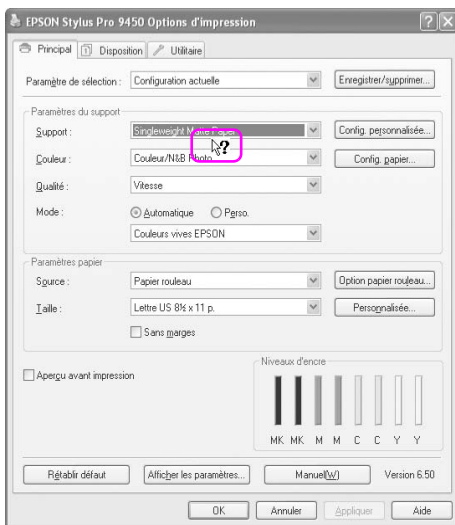 EPSON Stylus Pro 9450 Options d'impression
Principal Disposition Utilitaire
Paramètre de sélection : Configuration actuelle Enregistrer/supprimer...
Paramètres du support
Support : Singleweight Matte Paper Config. personnalisée...
Couleur : Couleur/N&B Photo Config. papier...
Qualité : Vitesse
Mode : Automatique Perso.
Couleurs vives EPSON
Paramètres papier
Source : Papier rouleau Option papier rouleau...
Taille : Lettre US 8½ x 11 p. Personnalisée...
Sans marges
Niveaux d'encre
Aperçu avant impression
MK MK M M C C Y Y
Rétablir défaut Afficher les paramètres... Manuel(W) Version 6.50
OK Annuler Appliquer Aide